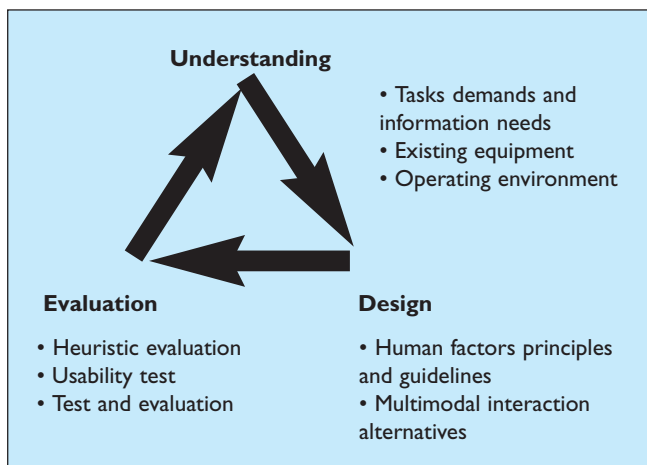 Understanding
• Tasks demands and
information needs
• Existing equipment
• Operating environment
Evaluation
• Heuristic evaluation
• Usability test
• Test and evaluation
Design
• Human factors principles
and guidelines
• Multimodal interaction
alternatives